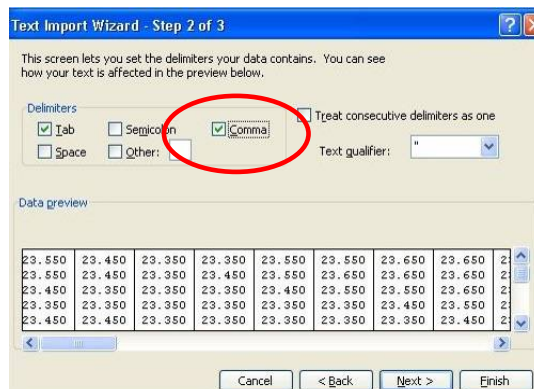 Text Import Wizard - Step 2 of 3
This screen lets you set the delimiters your data contains. You can see
how your text is affected in the preview below.
Delimiters
Tab Semicolon Comma
Space Other:
Treat consecutive delimiters as one
Text qualifier: "
Data preview
23.550 23.450 23.350 23.350 23.550 23.550 23.650 23.650
23.550 23.450 23.350 23.450 23.550 23.650 23.650 23.650
23.450 23.350 23.350 23.350 23.450 23.650 23.550 23.650
23.350 23.350 23.350 23.350 23.350 23.350 23.450 23.550
23.450 23.450 23.350 23.350 23.350 23.350 23.350 23.450
Cancel < Back Next > Finish